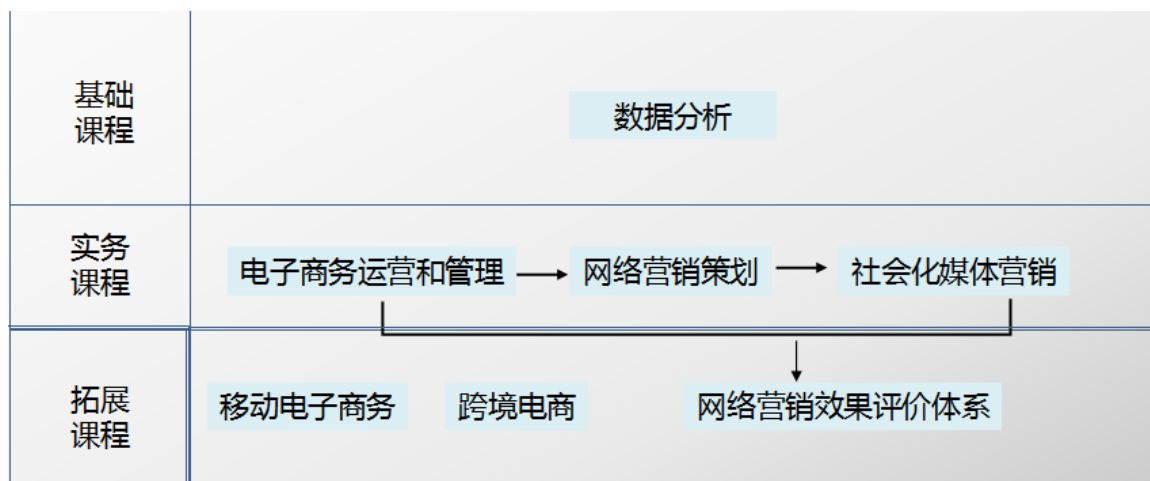 基础
课程
数据分析
实务
课程
电子商务运营和管理
网络营销策划
社会化媒体营销
拓展
课程
移动电子商务
跨境电商
网络营销效果评价体系